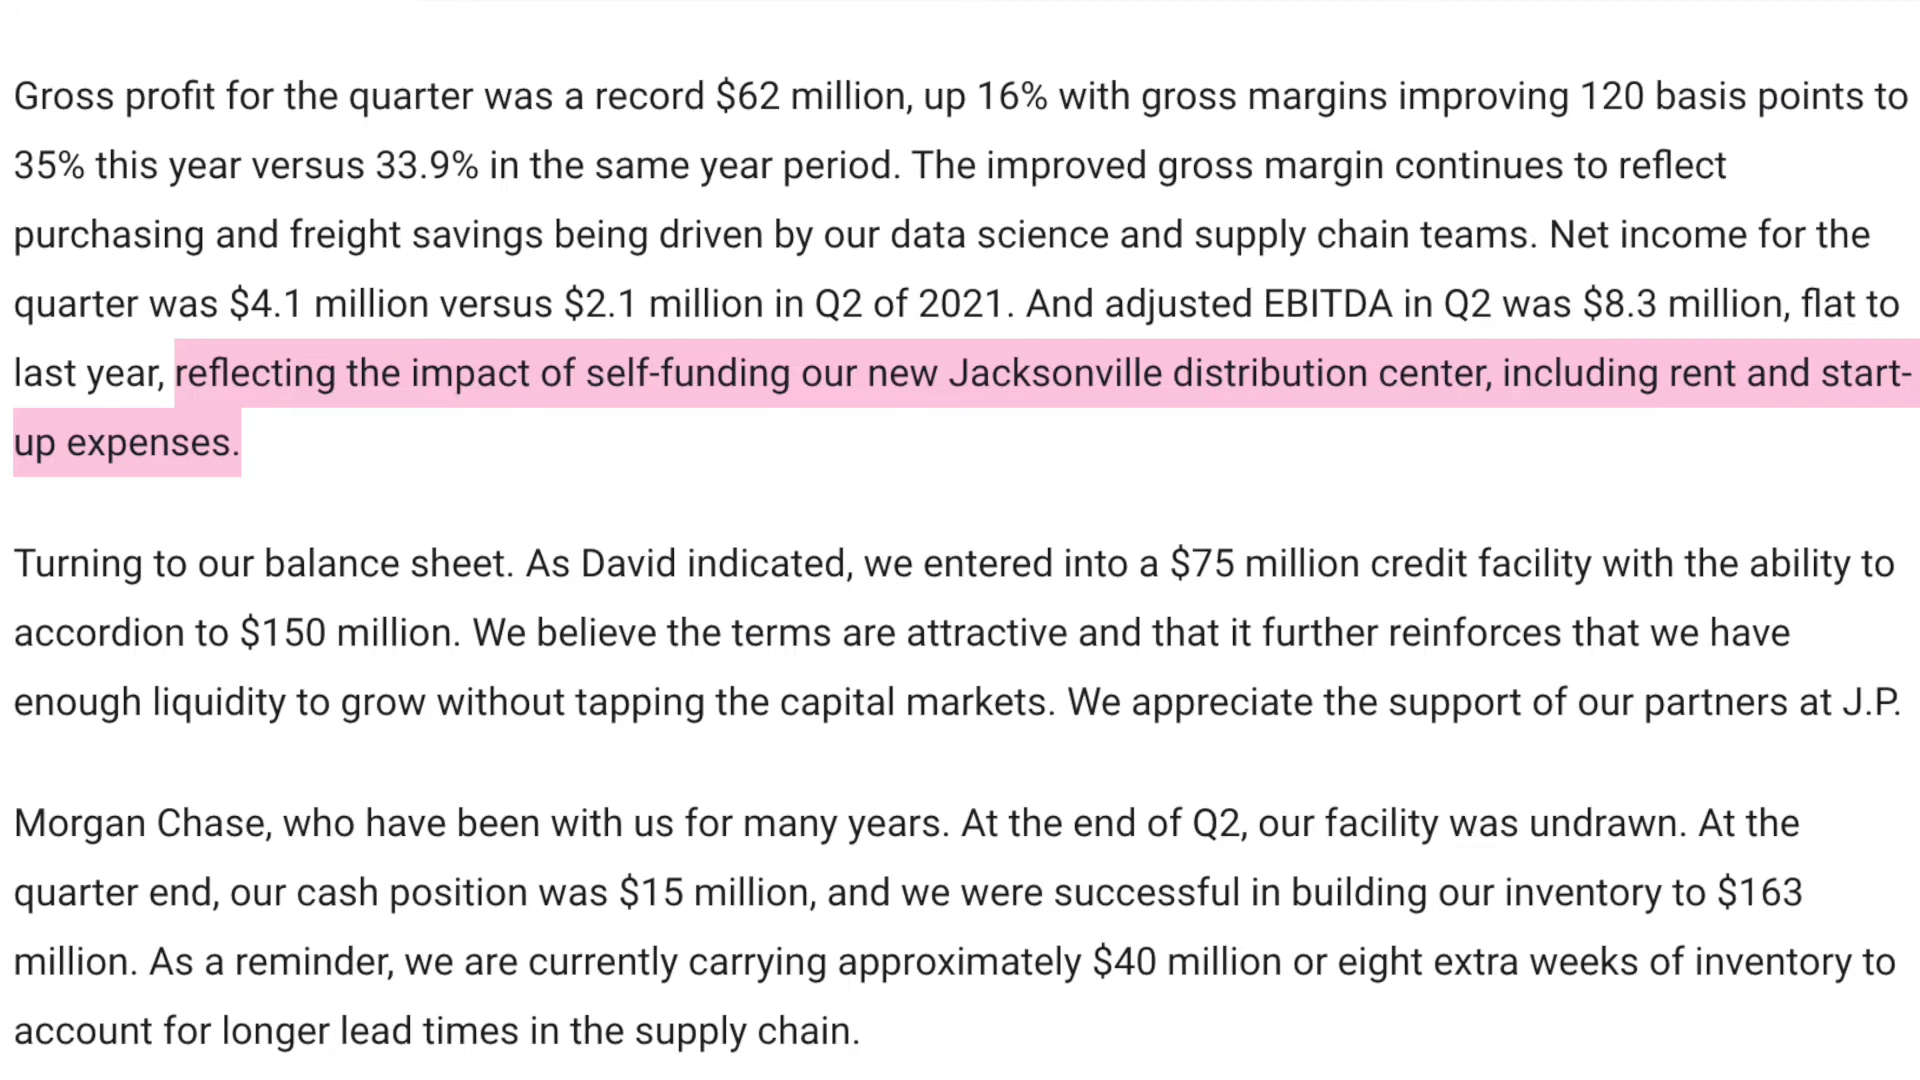 Gross profit for the quarter was a record $62 million, up 16% with gross margins improving 120 basis points to
35% this year versus 33.9% in the same year period. The improved gross margin continues to reflect
purchasing and freight savings being driven by our data science and supply chain teams. Net income for the
quarter was $4.1 million versus $2.1 million in Q2 of 2021. And adjusted EBITDA in Q2 was $8.3 million, flat to
last year, reflecting the impact of self-funding our new Jacksonville distribution center, including rent and start-
up expenses.
Turning to our balance sheet. As David indicated, we entered into a $75 million credit facility with the ability to
accordion to $150 million. We believe the terms are attractive and that it further reinforces that we have
enough liquidity to grow without tapping the capital markets. We appreciate the support of our partners at J.P.
Morgan Chase, who have been with us for many years. At the end of Q2, our facility was undrawn. At the
quarter end, our cash position was $15 million, and we were successful in building our inventory to $163
million. As a reminder, we are currently carrying approximately $40 million or eight extra weeks of inventory to
account for longer lead times in the supply chain.